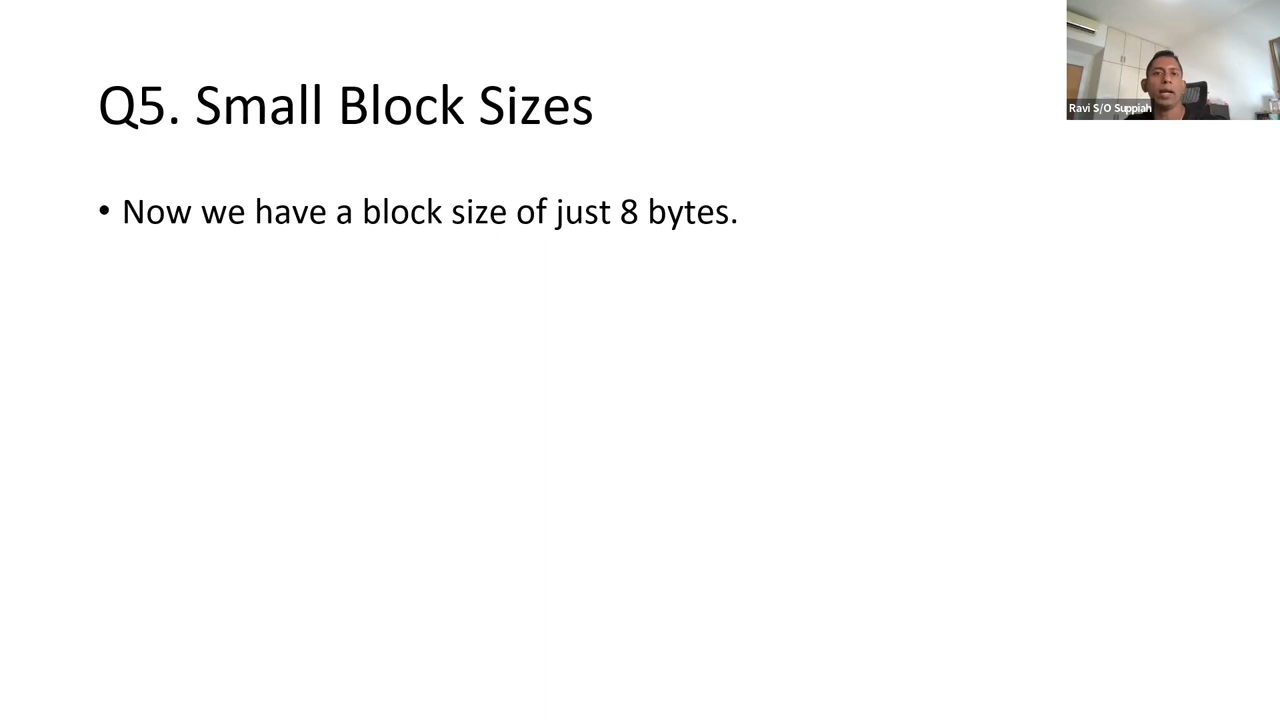 Q5. Small Block Sizes
Ravi S/O Suppiah
• Now we have a block size of just 8 bytes.